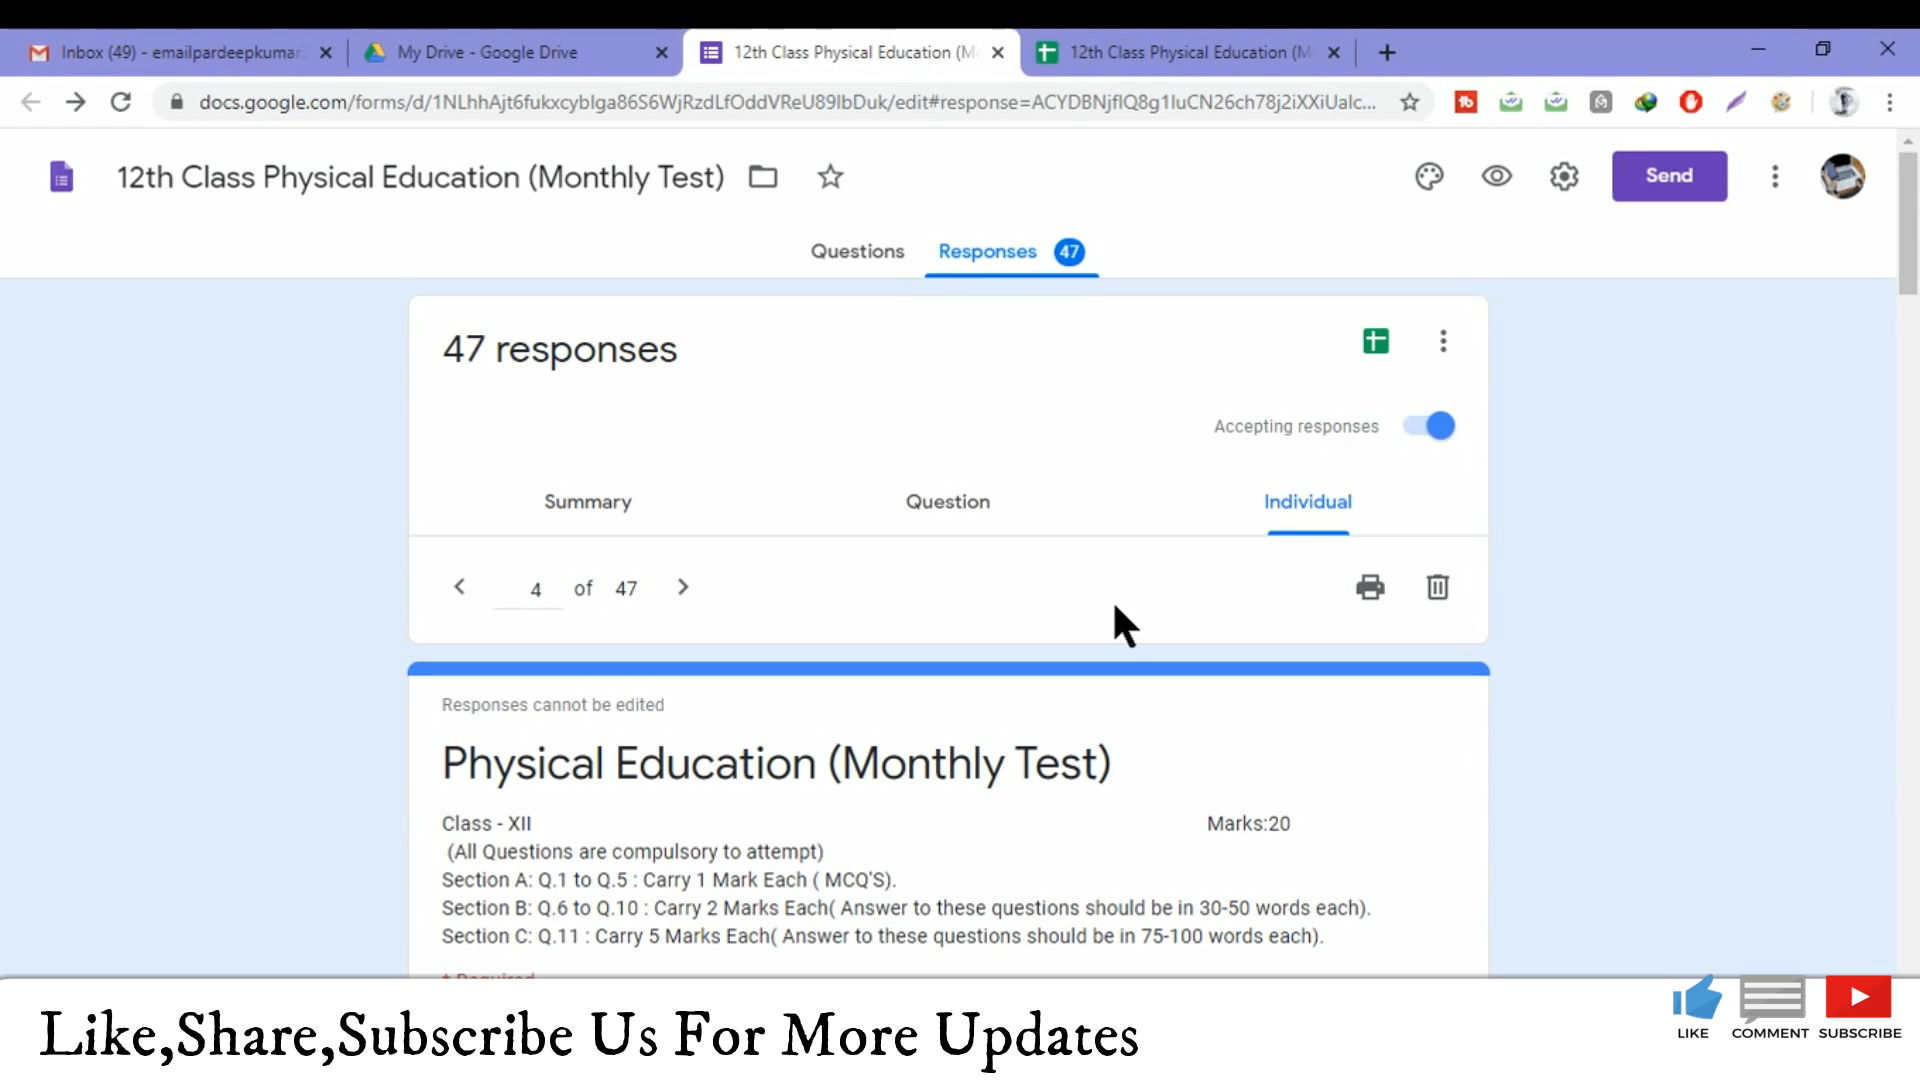 Inbox (49) - emailpardeepkumar
My Drive - Google Drive
12th Class Physical Education (M
12th Class Physical Education (M
docs.google.com/forms/d/1NLhhAjt6fukxcyblga86S6WjRzdLfOddVReU89IbDuk/edit#response=ACYDBNjfIQ8g1IuCN26ch78j2iXXiUalc...
12th Class Physical Education (Monthly Test)
Send
Questions
Responses 47
47 responses
Accepting responses
Summary
Question
Individual
4 of 47
Responses cannot be edited
Physical Education (Monthly Test)
Class - XII Marks:20
(All Questions are compulsory to attempt)
Section A: Q.1 to Q.5 : Carry 1 Mark Each ( MCQ'S).
Section B: Q.6 to Q.10 : Carry 2 Marks Each( Answer to these questions should be in 30-50 words each).
Section C: Q.11 : Carry 5 Marks Each( Answer to these questions should be in 75-100 words each).
* Required
Like,Share,Subscribe Us For More Updates
LIKE
COMMENT
SUBSCRIBE